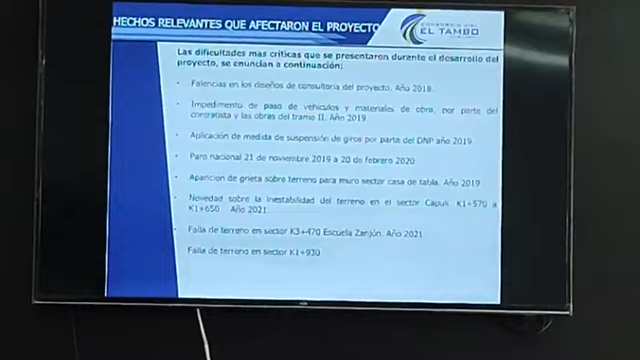 HECHOS RELEVANTES QUE AFECTARON EL PROYECTO
CONSORCIO VIAL
EL TAMBO
Las dificultades mas criticas que se presentaron durante el desarrollo del
proyecto, se enuncian a continuación:
- Falencias en los diseños de consultoría del proyecto. Año 2018.
- Impedimento de paso de vehículos y materiales de obra, por parte del
contratista y las obras del tramo II. Año 2019
- Aplicación de medida de suspensión de giros por parte del DNP año 2019
- Paro nacional 21 de noviembre 2019 a 20 de febrero 2020
- Aparicion de grieta sobre terreno para muro sector casa de tabla. Año 2019
- Novedad sobre la inestabilidad del terreno en el sector K1+570 a
K1+650 Año 2021
- Falla de terreno en sector K3+470 Escuela Zanjón. Año 2021
Falla de terreno en sector K1+930